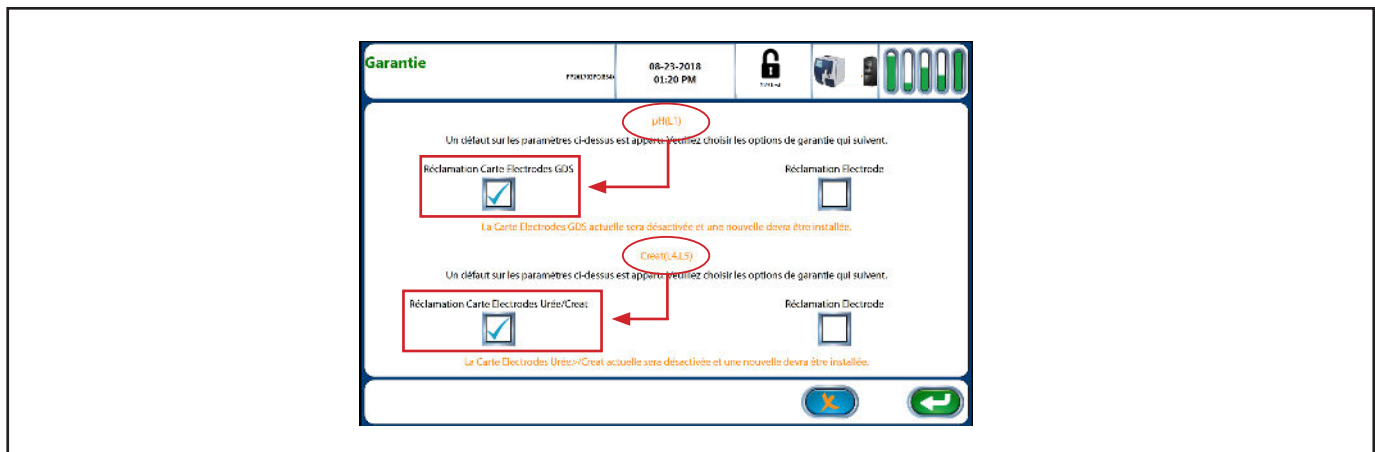 Garantie
08-23-2018
01:20 PM
pH(L1)
Un défaut sur les paramètres ci-dessus est apparu. Veuillez choisir les options de garantie qui suivent.
Réclamation Carte Electrodes GDS
Réclamation Electrode
La Carte Electrodes GDS actuelle sera désactivée et une nouvelle devra être installée.
Creat(L4,L5)
Un défaut sur les paramètres ci-dessus est apparu. Veuillez choisir les options de garantie qui suivent.
Réclamation Carte Electrodes Urée/Creat
Réclamation Electrode
La Carte Electrodes Urée>/Creat actuelle sera désactivée et une nouvelle devra être installée.